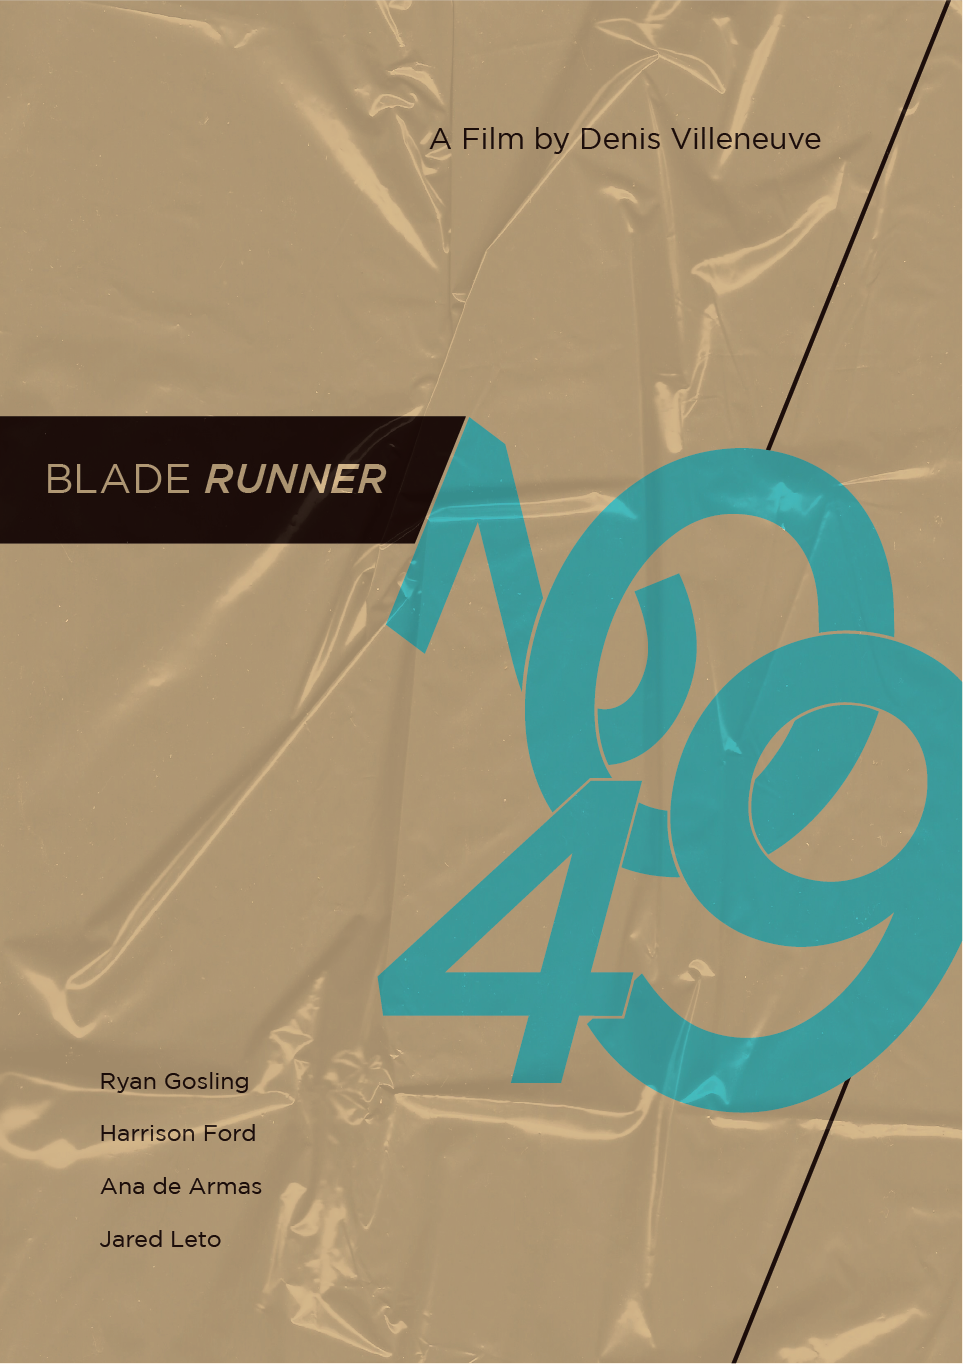 A Film by Denis Villeneuve
BLADE RUNNER
2049
Ryan Gosling
Harrison Ford
Ana de Armas
Jared Leto